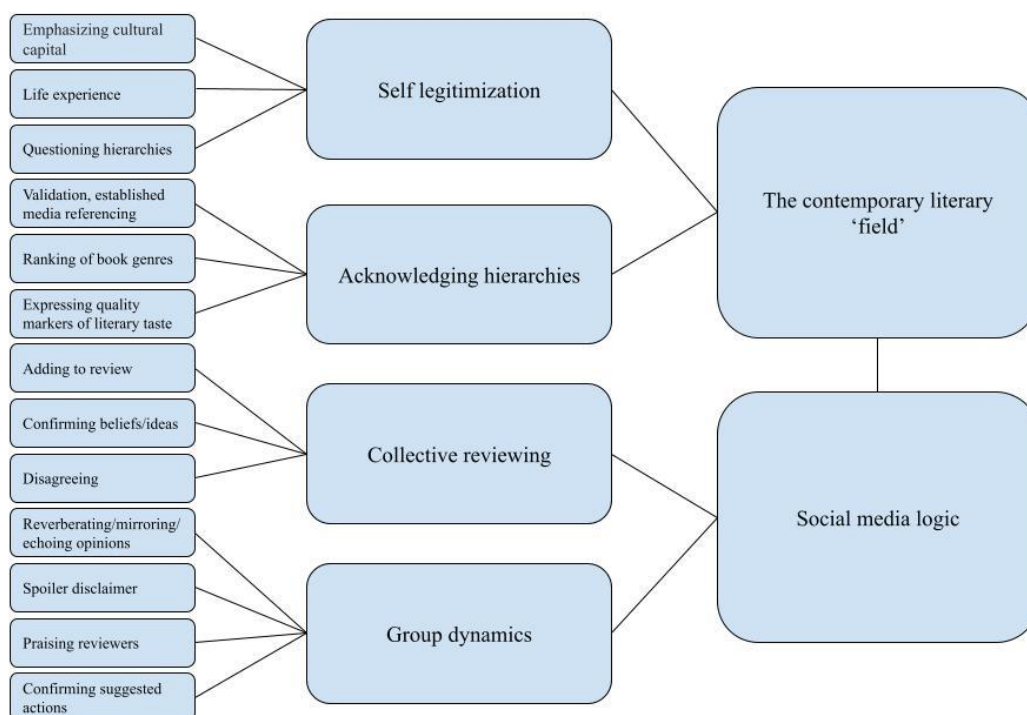 Emphasizing cultural
capital
Life experience
Questioning hierarchies
Validation, established
media referencing
Ranking of book genres
Expressing quality
markers of literary taste
Adding to review
Confirming beliefs/ideas
Disagreeing
Reverberating/mirroring/
echoing opinions
Spoiler disclaimer
Praising reviewers
Confirming suggested
actions
Self legitimization
Acknowledging hierarchies
Collective reviewing
Group dynamics
The contemporary literary
‘field’
Social media logic